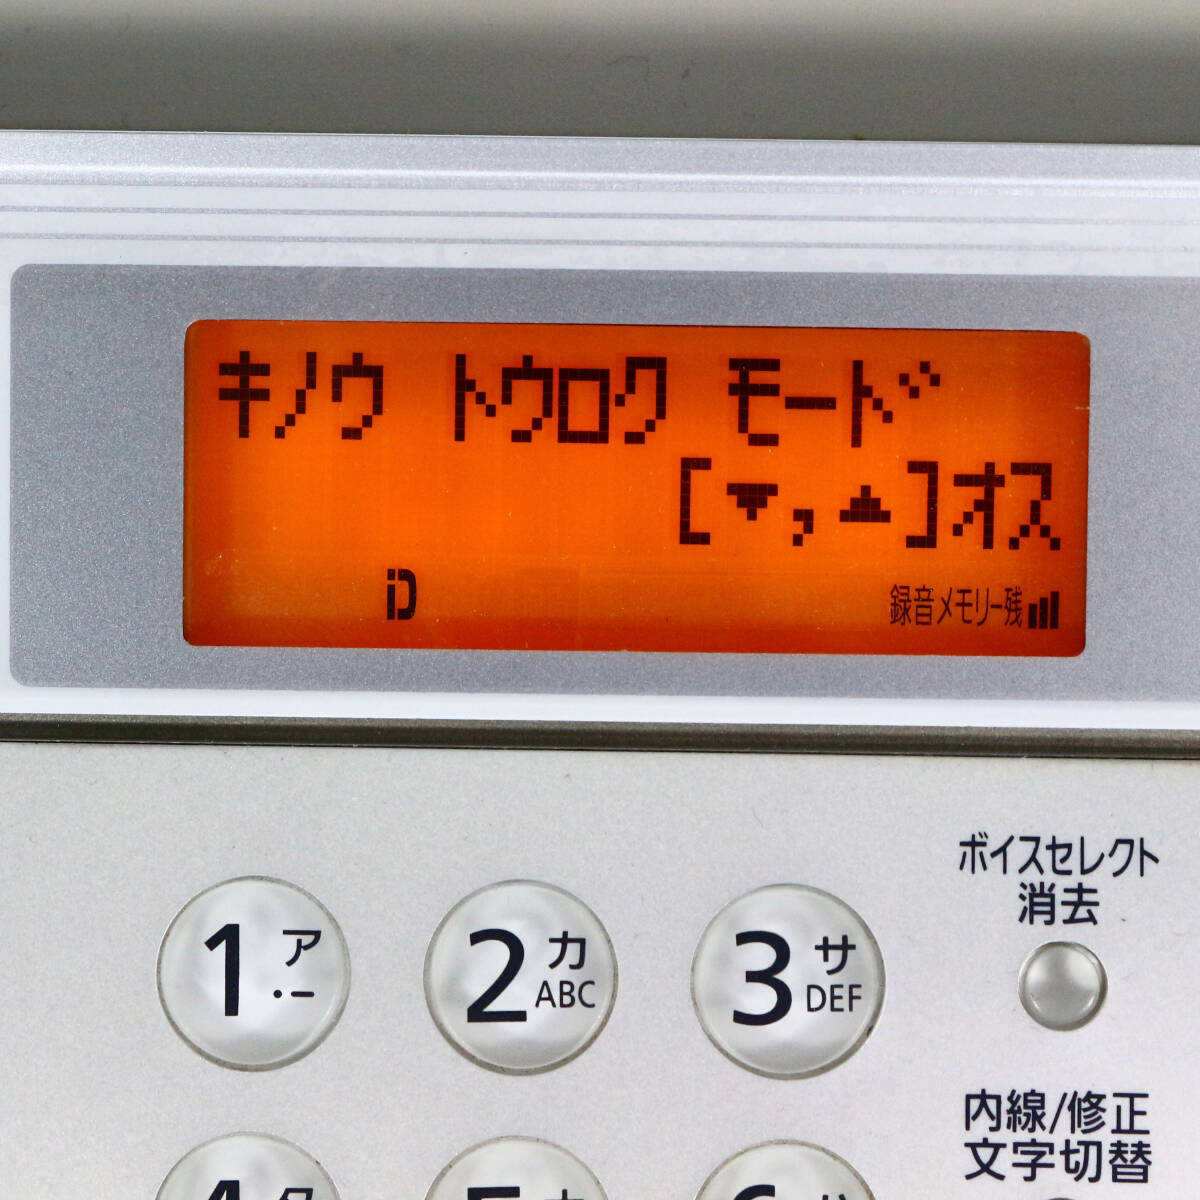 キノウ トウロク モード
[▼,▲]オス
iD
録音メモリー残
ボイスセレクト
消去
1 ア .-
2 カ ABC
3 サ DEF
内線/修正
文字切替